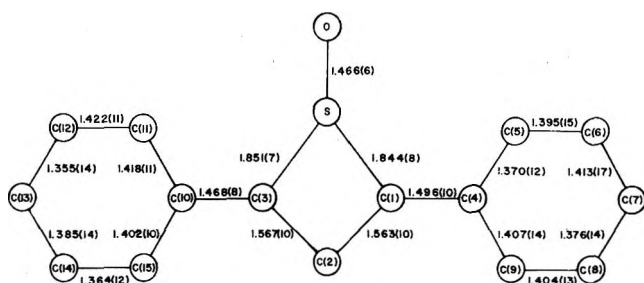 O
1.466(6)
S
1.422(11) 1.395(15)
C(12) C(11) C(5) C(6)
1.355(14) 1.418(11) 1.851(7) 1.844(8) 1.370(12) 1.413(17)
1.468(8) 1.496(10)
C(13) C(10) C(3) C(1) C(4) C(7)
1.385(14) 1.402(10) 1.567(10) 1.563(10) 1.407(14) 1.376(14)
C(2)
C(14) C(15) C(9) C(8)
1.364(12) 1.404(13)